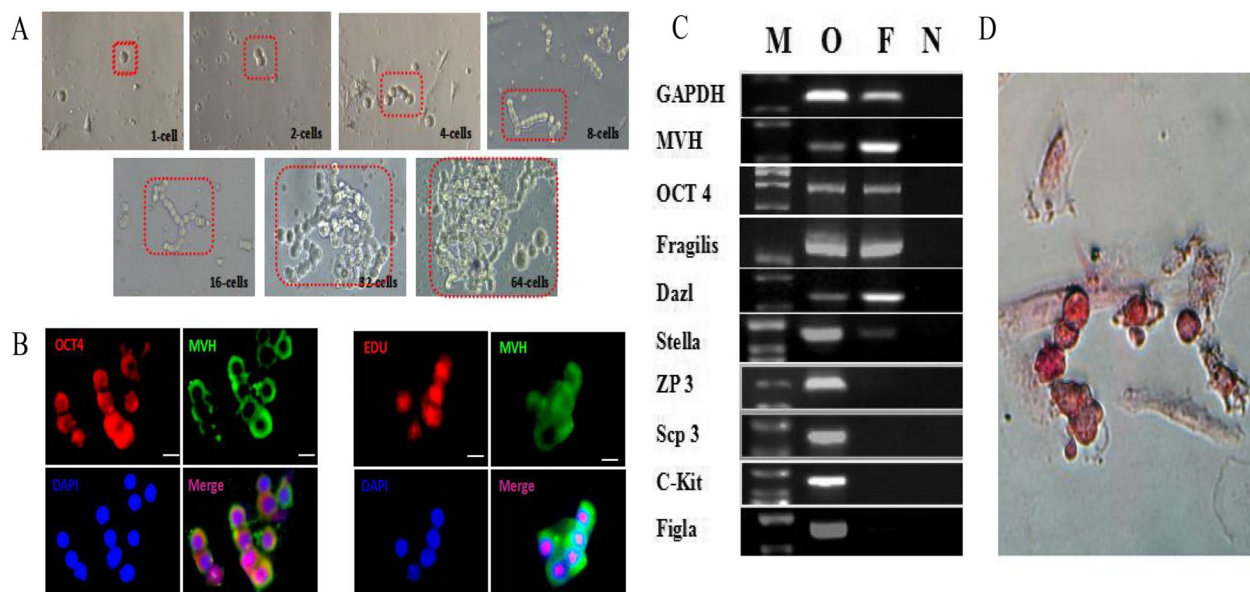 A
1-cell
2-cells
4-cells
8-cells
16-cells
32-cells
64-cells
B
OCT4
MVH
DAPI
Merge
EDU
MVH
DAPI
Merge
C
M O F N
GAPDH
MVH
OCT 4
Fragilis
Dazl
Stella
ZP 3
Scp 3
C-Kit
Figla
D